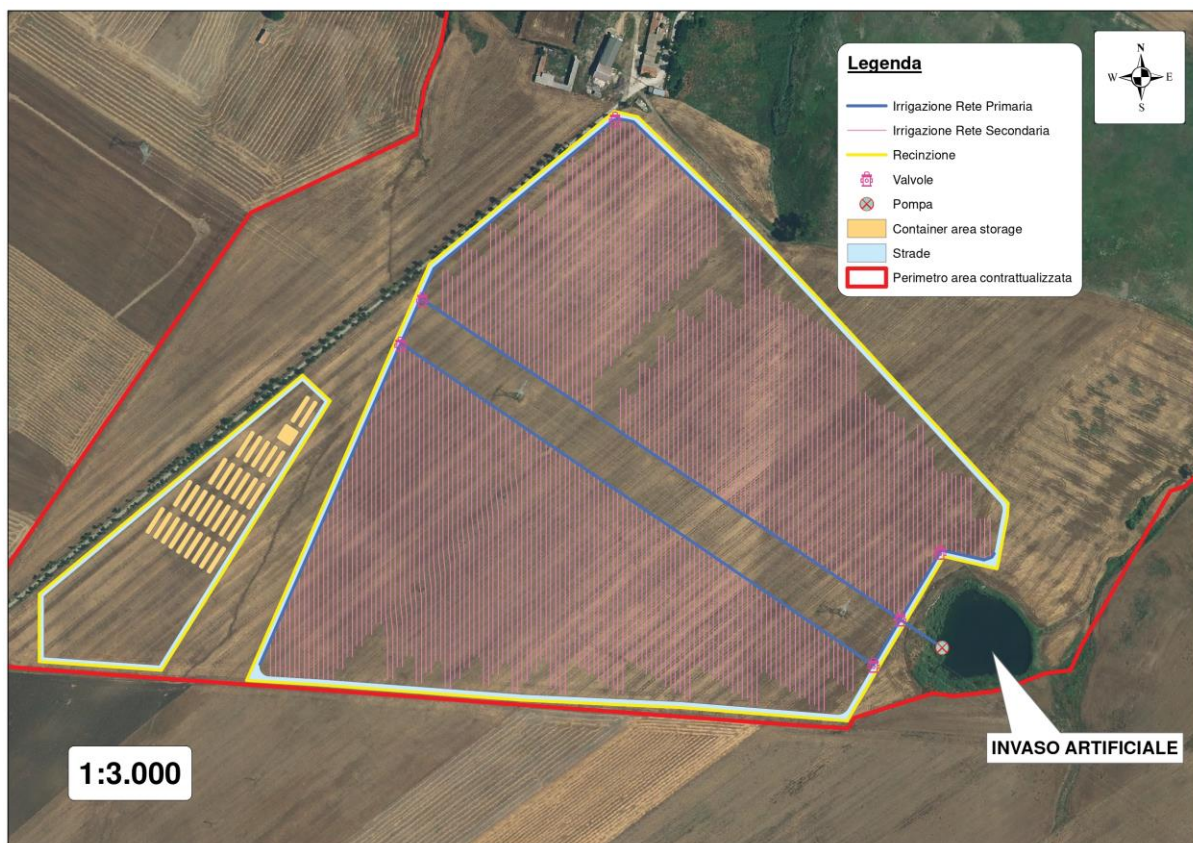 Legenda
Irrigazione Rete Primaria
Irrigazione Rete Secondaria
Recinzione
Valvole
Pompa
Container area storage
Strade
Perimetro area contrattualizzata
N
W E
S
INVASO ARTIFICIALE
1:3.000